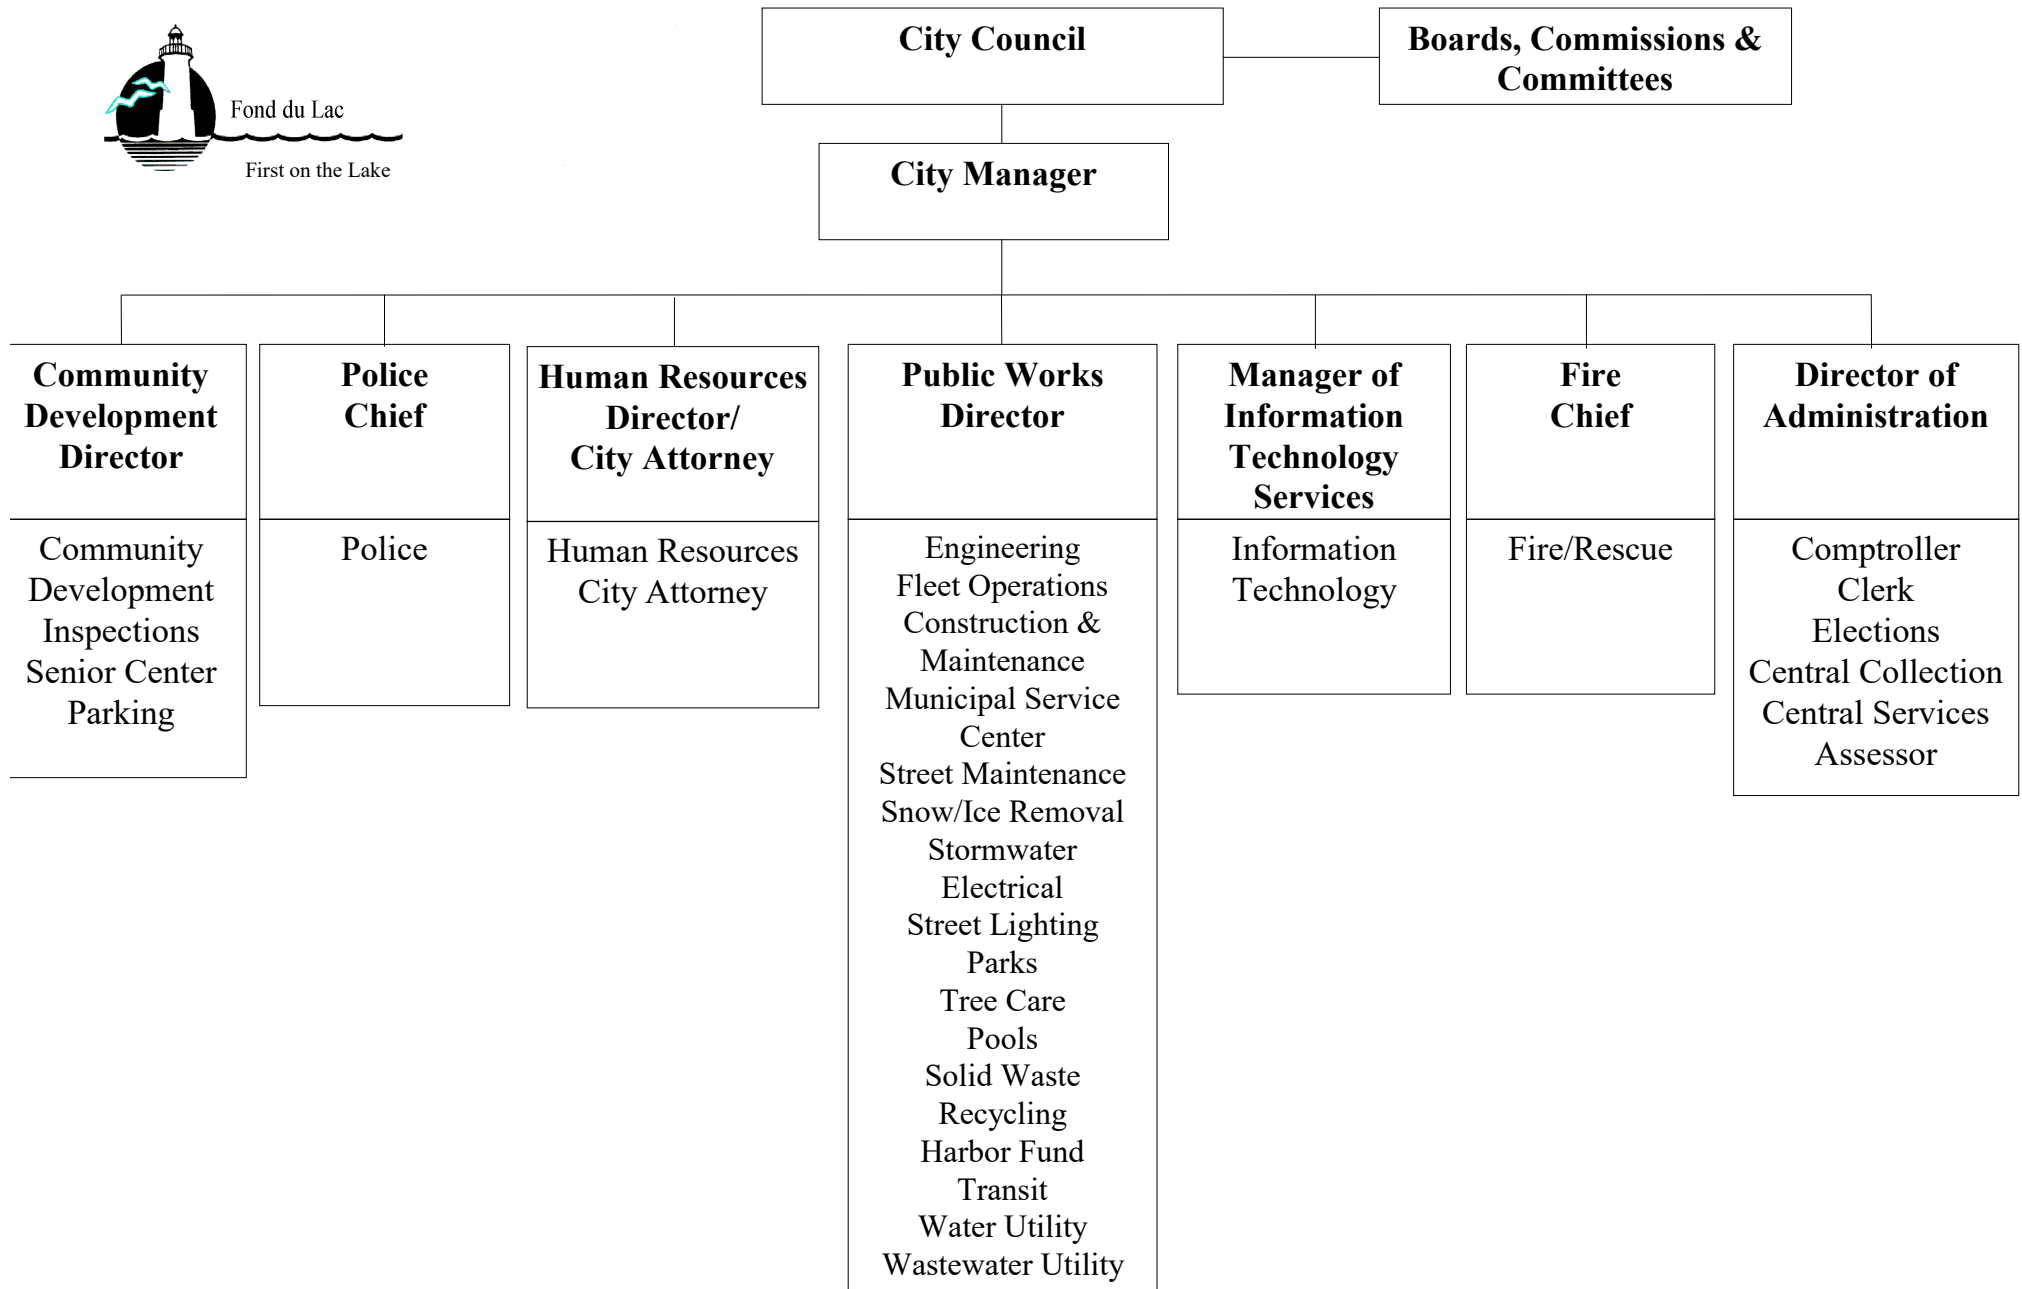 Fond du Lac
First on the Lake
City Council
Boards, Commissions &
Committees
City Manager
Community
Development
Director
Community
Development
Inspections
Senior Center
Parking
Police
Chief
Police
Human Resources
Director/
City Attorney
Human Resources
City Attorney
Public Works
Director
Engineering
Fleet Operations
Construction &
Maintenance
Municipal Service
Center
Street Maintenance
Snow/Ice Removal
Stormwater
Electrical
Street Lighting
Parks
Tree Care
Pools
Solid Waste
Recycling
Harbor Fund
Transit
Water Utility
Wastewater Utility
Manager of
Information
Technology
Services
Information
Technology
Fire
Chief
Fire/Rescue
Director of
Administration
Comptroller
Clerk
Elections
Central Collection
Central Services
Assessor